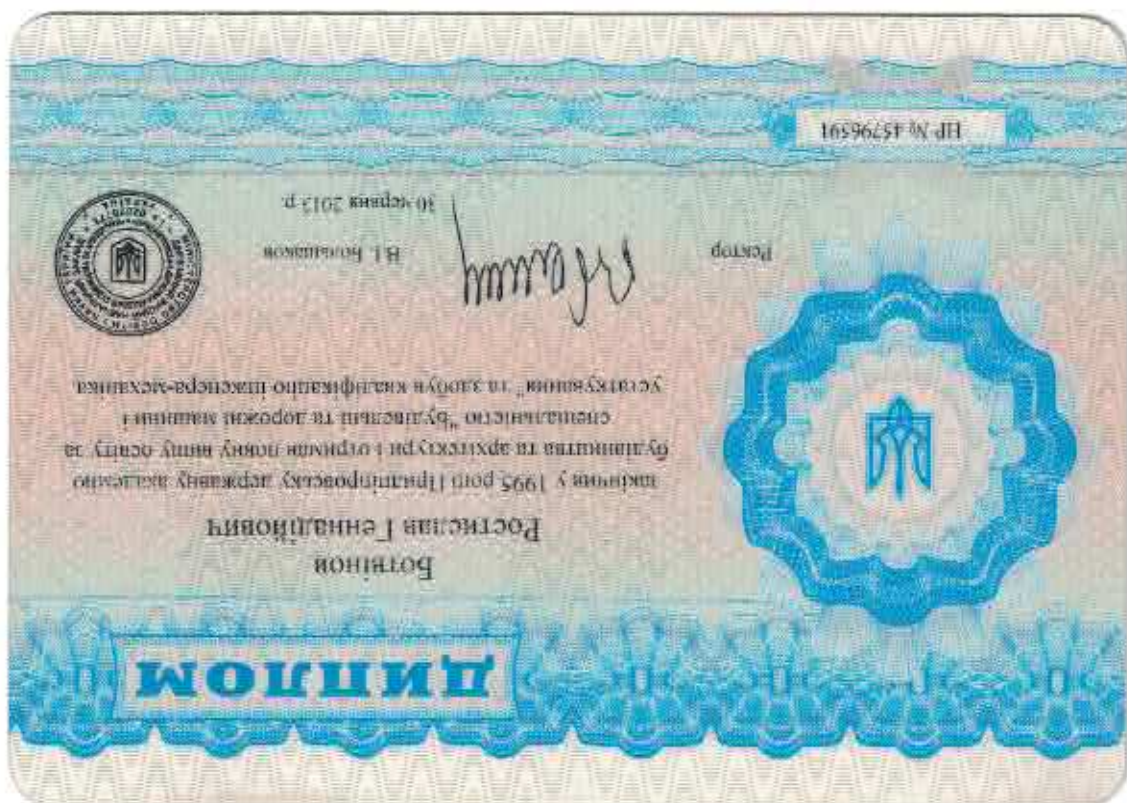 ДИПЛОМ
Ботвінов
Ростислав Геннадійович
закінчив у 1995 році Придніпровську державну академію
будівництва та архітектури і отримав повну вищу освіту за
спеціальністю "Будівельні та дорожні машини і
устаткування" та здобув кваліфікацію інженера-механіка.
Ректор
В.І. Большаков
30 червня 2013 р.
НР № 45796591